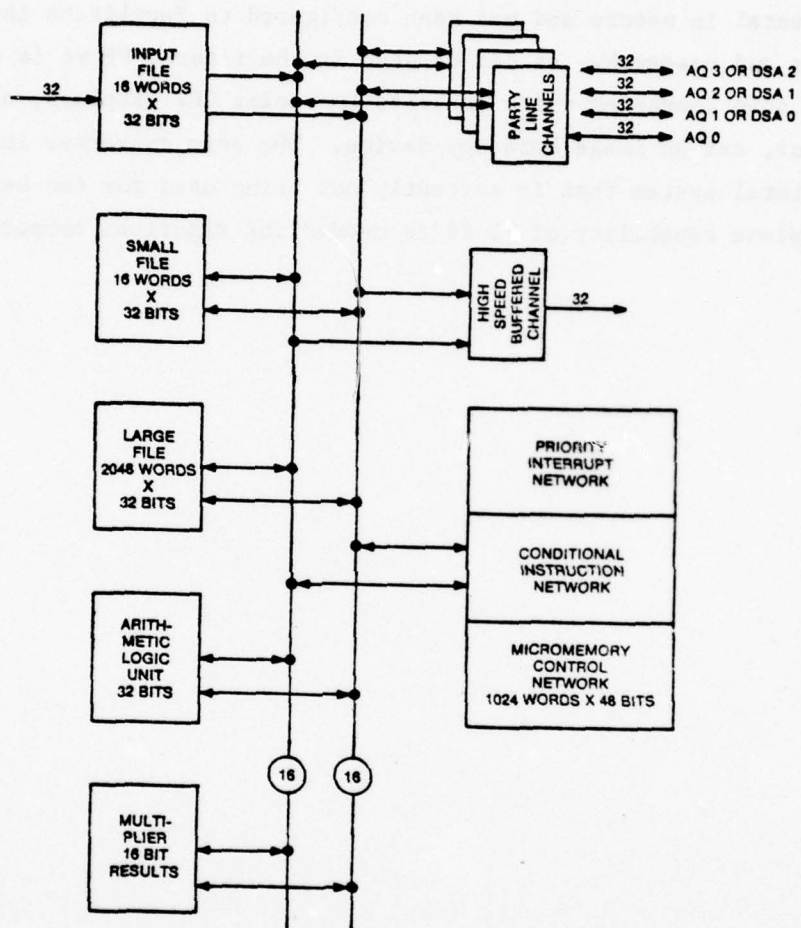 INPUT
FILE
16 WORDS
X
32 BITS
32
PARTY
LINE
CHANNELS
32
AQ 3 OR DSA 2
32
AQ 2 OR DSA 1
32
AQ 1 OR DSA 0
32
AQ 0
SMALL
FILE
16 WORDS
X
32 BITS
HIGH
SPEED
BUFFERED
CHANNEL
32
LARGE
FILE
2048 WORDS
X
32 BITS
PRIORITY
INTERRUPT
NETWORK
CONDITIONAL
INSTRUCTION
NETWORK
MICROMEMORY
CONTROL
NETWORK
1024 WORDS X 48 BITS
ARITH-
METIC
LOGIC
UNIT
32 BITS
16
16
MULTI-
PLIER
16 BIT
RESULTS